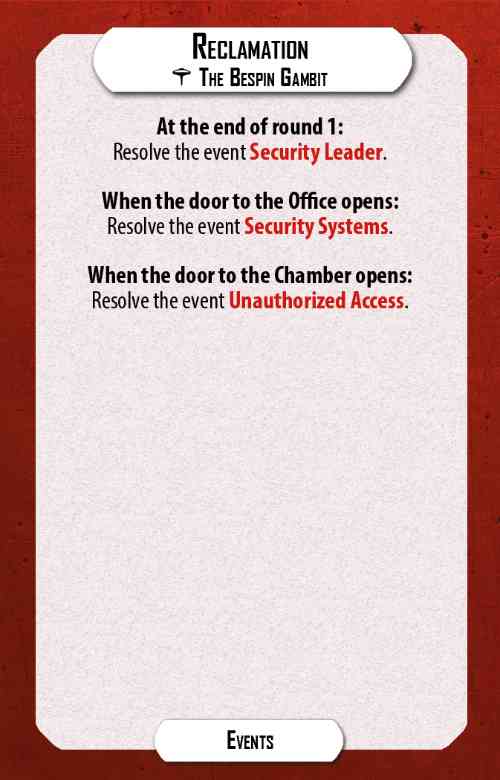 Reclamation
The Bespin Gambit
At the end of round 1:
Resolve the event Security Leader.
When the door to the Office opens:
Resolve the event Security Systems.
When the door to the Chamber opens:
Resolve the event Unauthorized Access.
Events